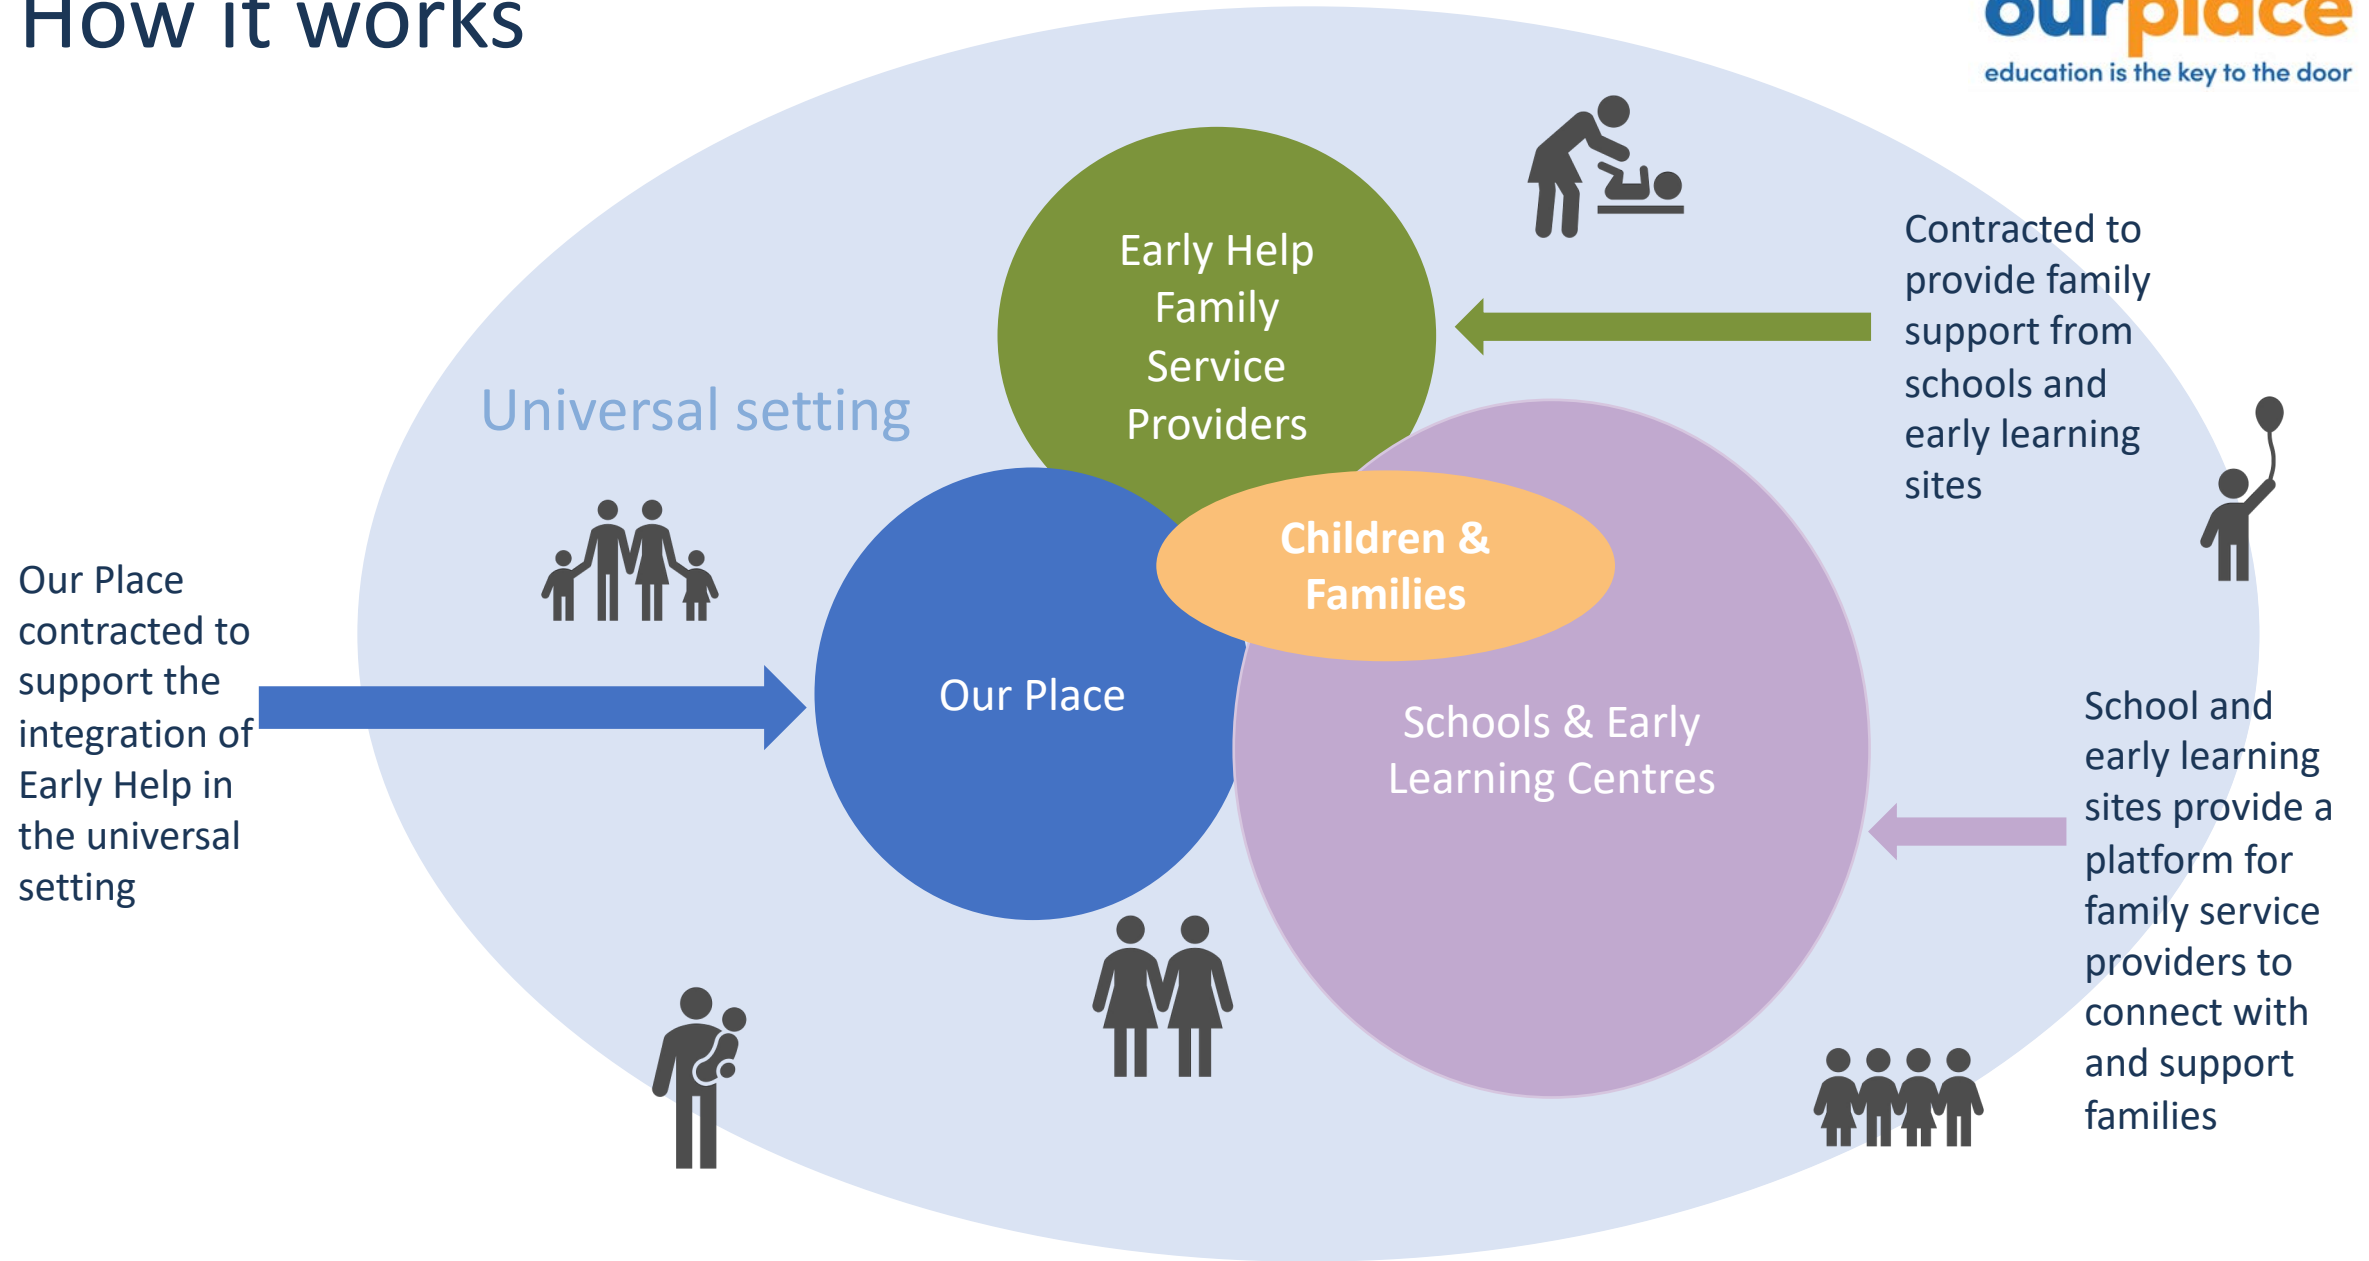 How it works
ourplace
education is the key to the door
Early Help
Family
Service
Providers
Contracted to
provide family
support from
schools and
early learning
sites
Universal setting
Children &
Families
Our Place
contracted to
support the
integration of
Early Help in
the universal
setting
Our Place
Schools & Early
Learning Centres
School and
early learning
sites provide a
platform for
family service
providers to
connect with
and support
families